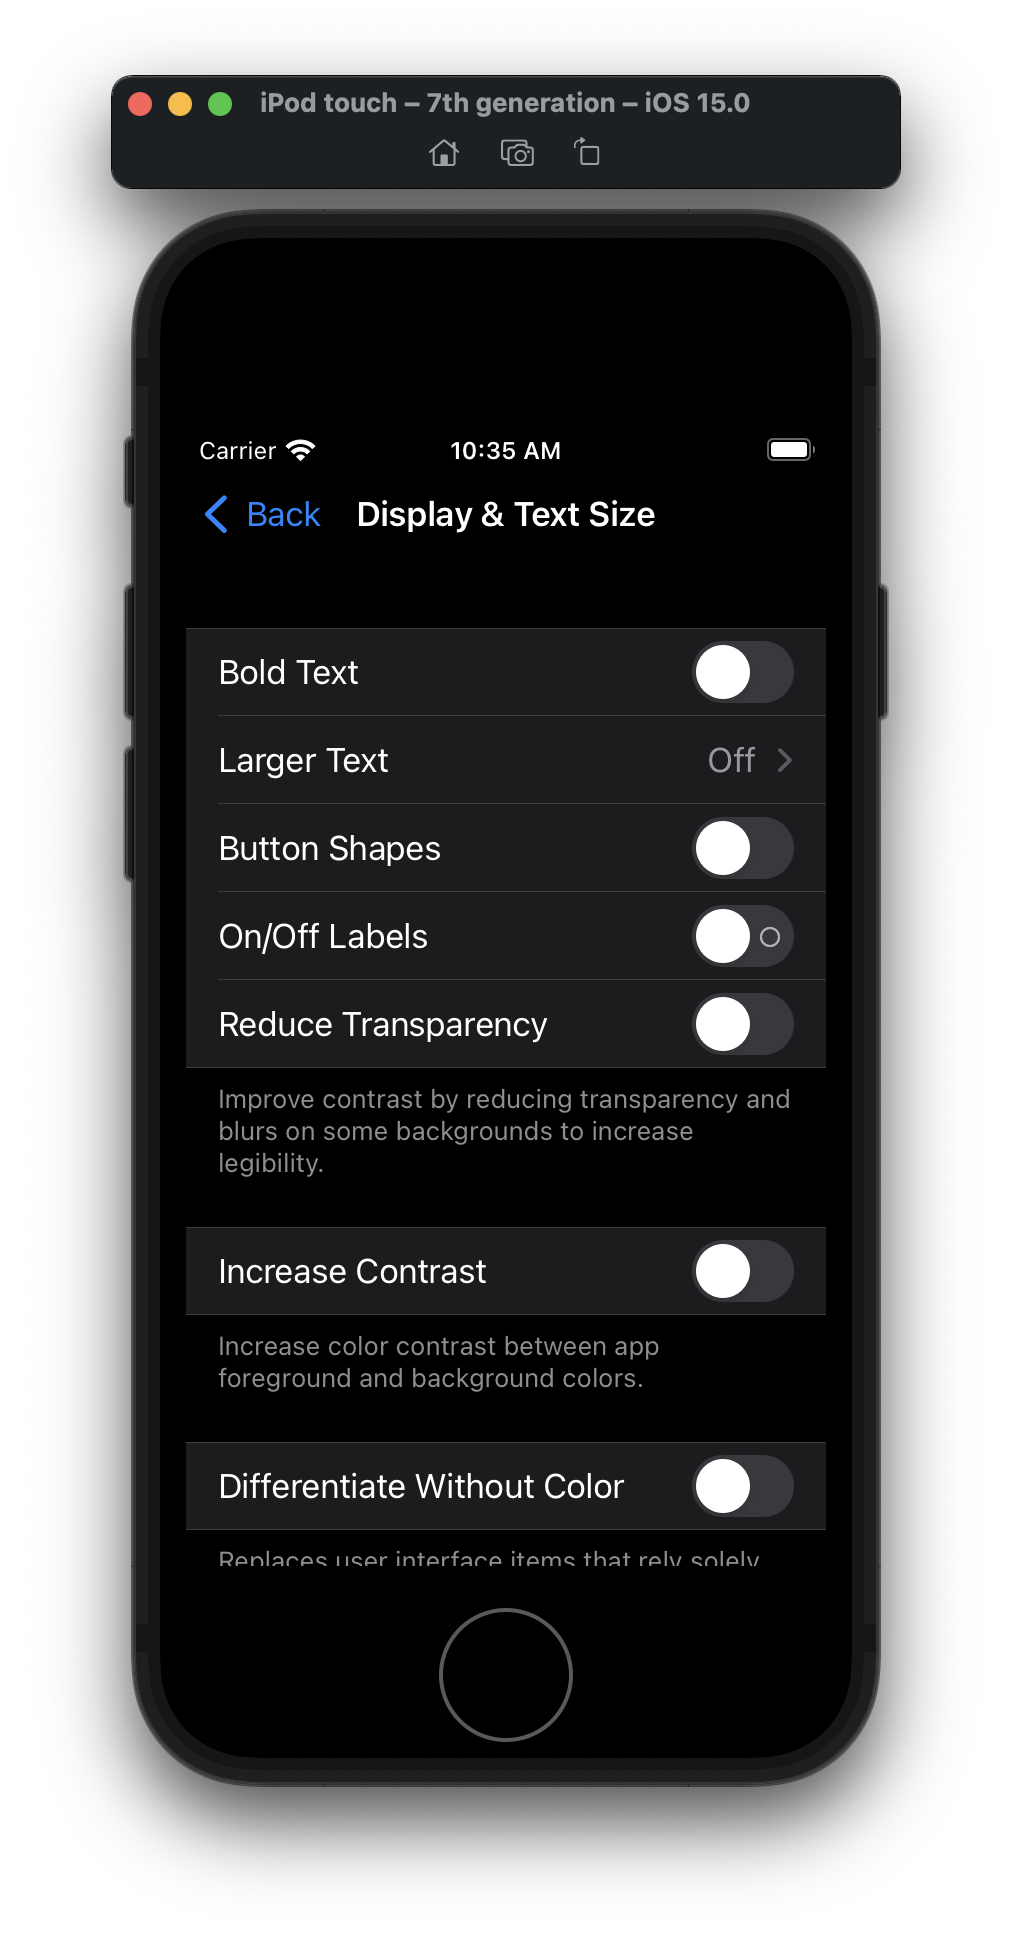 iPod touch – 7th generation – iOS 15.0
Carrier 10:35 AM
Back Display & Text Size
Bold Text
Larger Text Off
Button Shapes
On/Off Labels
Reduce Transparency
Improve contrast by reducing transparency and
blurs on some backgrounds to increase
legibility.
Increase Contrast
Increase color contrast between app
foreground and background colors.
Differentiate Without Color
Replaces user interface items that rely solely